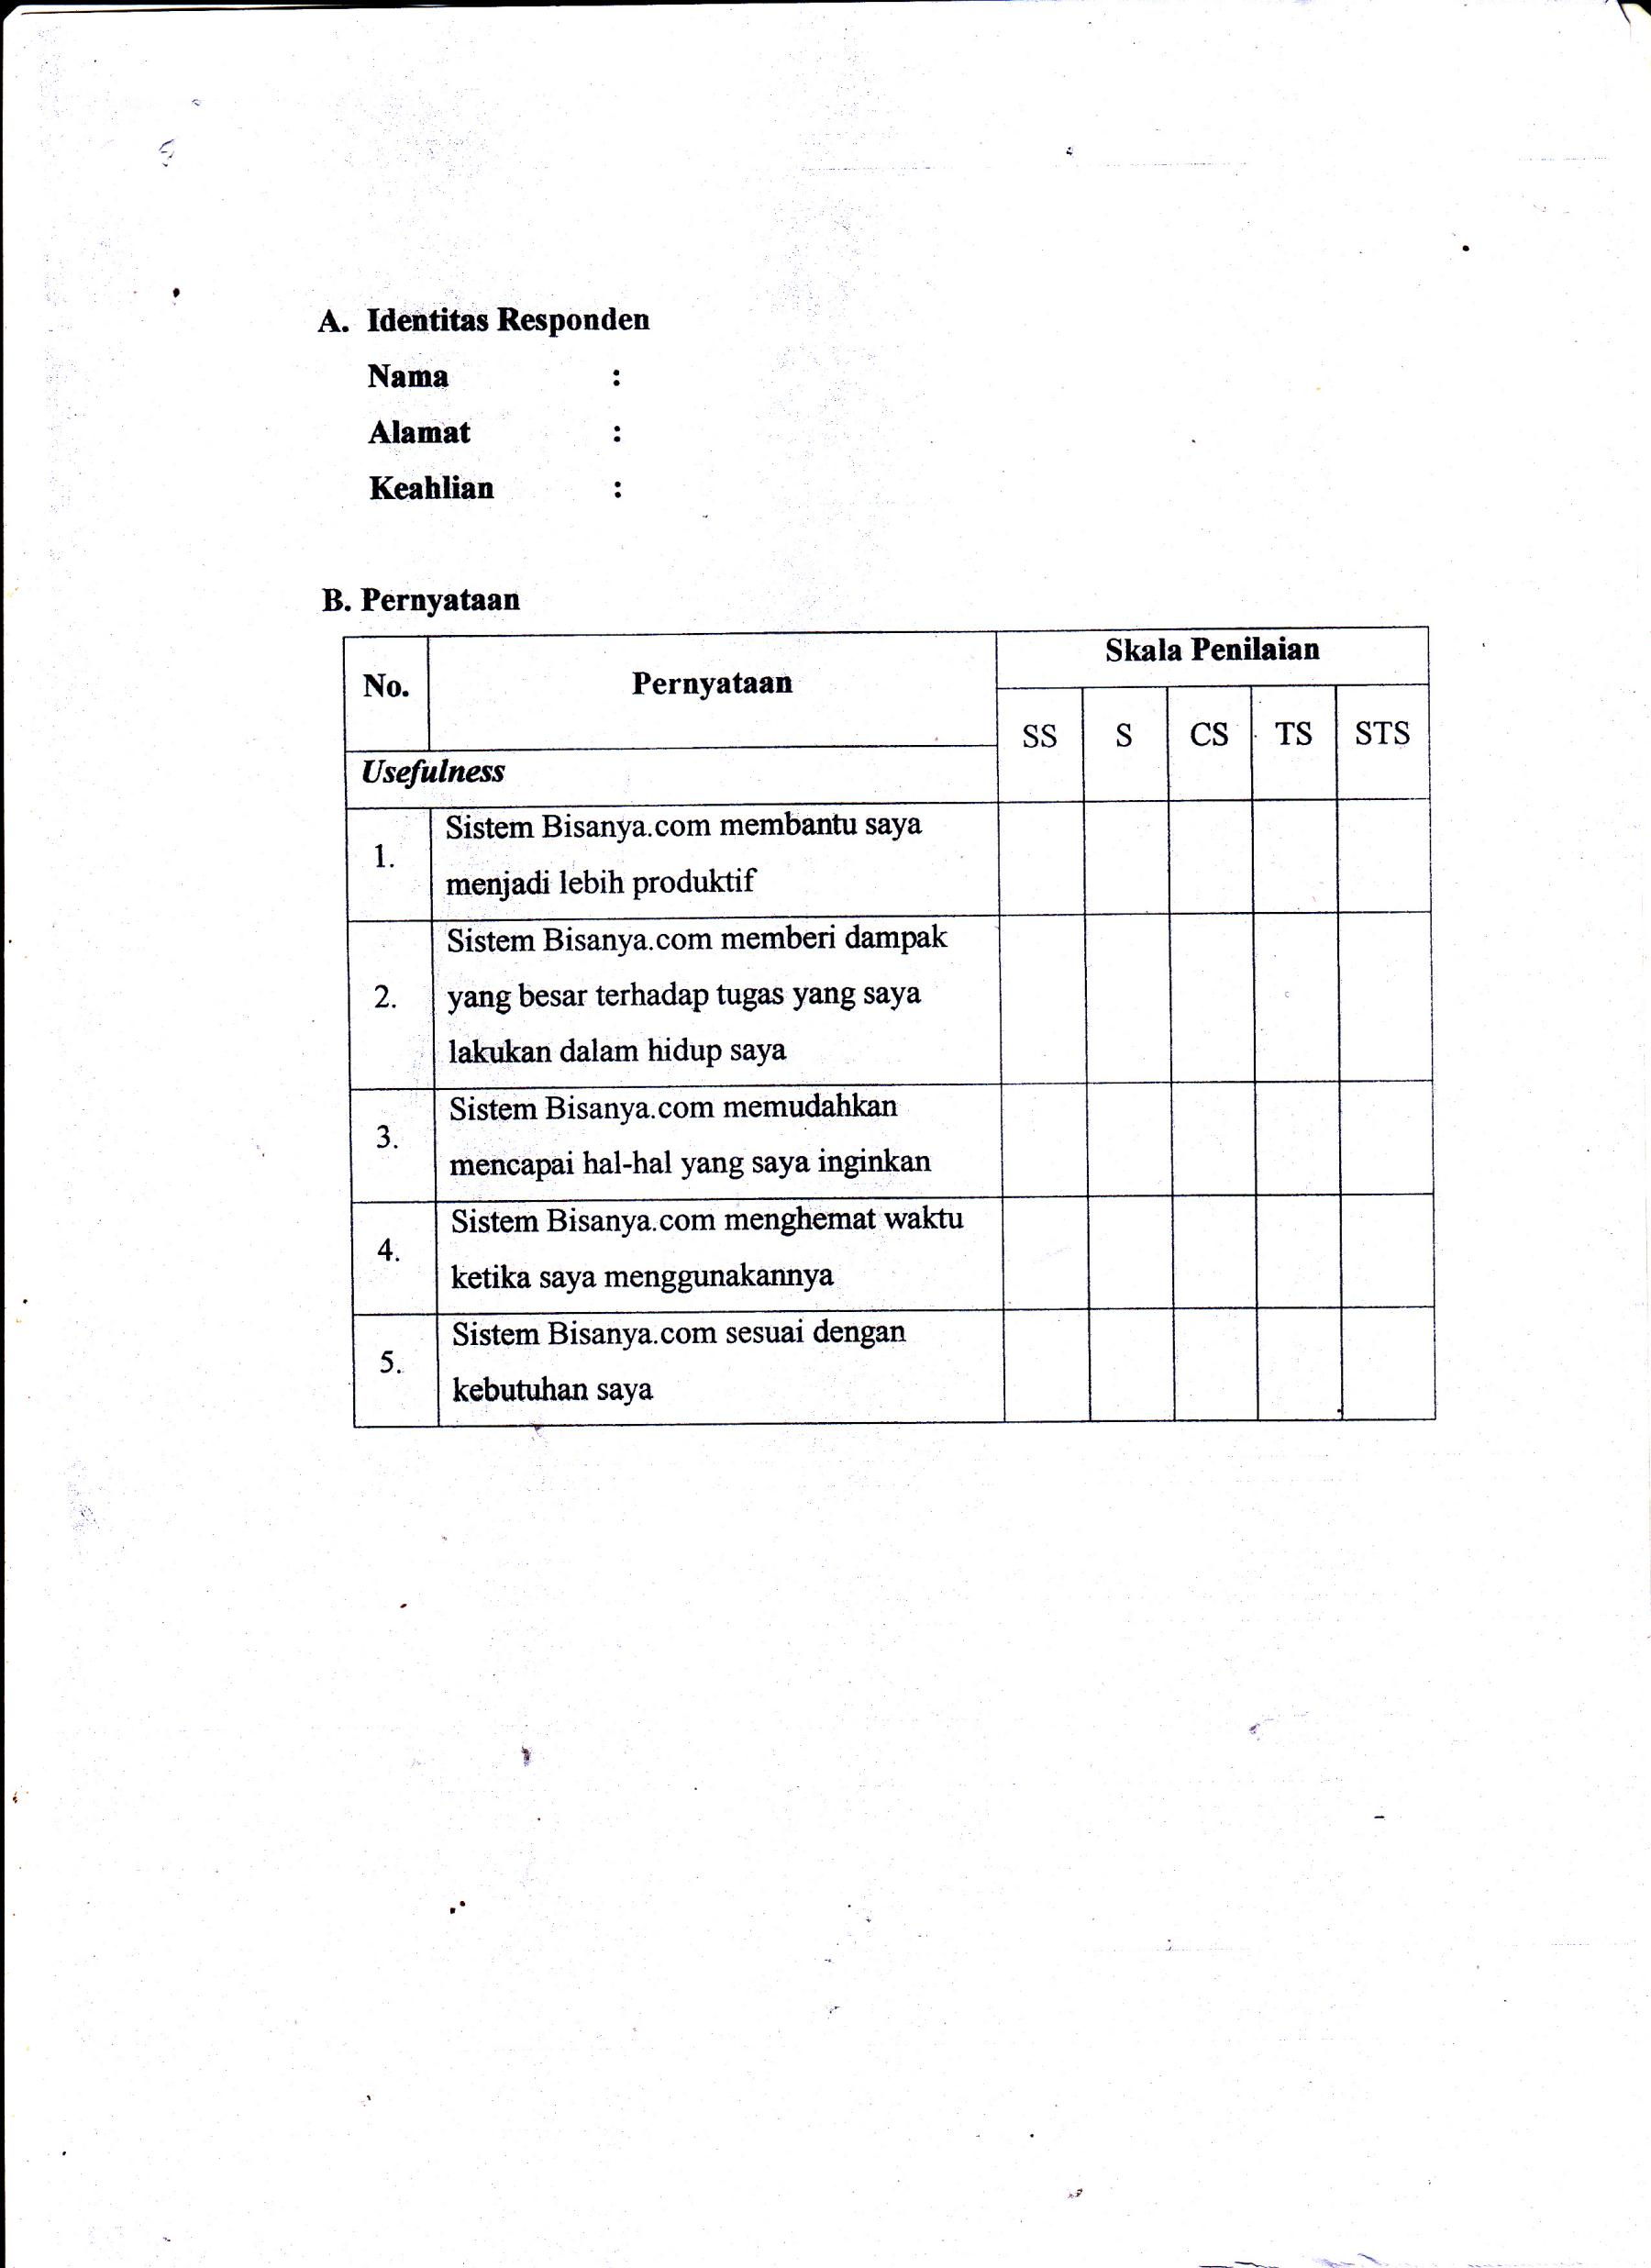 A. Identitas Responden
Nama :
Alamat :
Keahlian :
B. Pernyataan
No. Pernyataan Skala Penilaian
SS S CS TS STS
Usefulness
1. Sistem Bisanya.com membantu saya
menjadi lebih produktif
2. Sistem Bisanya.com memberi dampak
yang besar terhadap tugas yang saya
lakukan dalam hidup saya
3. Sistem Bisanya.com memudahkan
mencapai hal-hal yang saya inginkan
4. Sistem Bisanya.com menghemat waktu
ketika saya menggunakannya
5. Sistem Bisanya.com sesuai dengan
kebutuhan saya